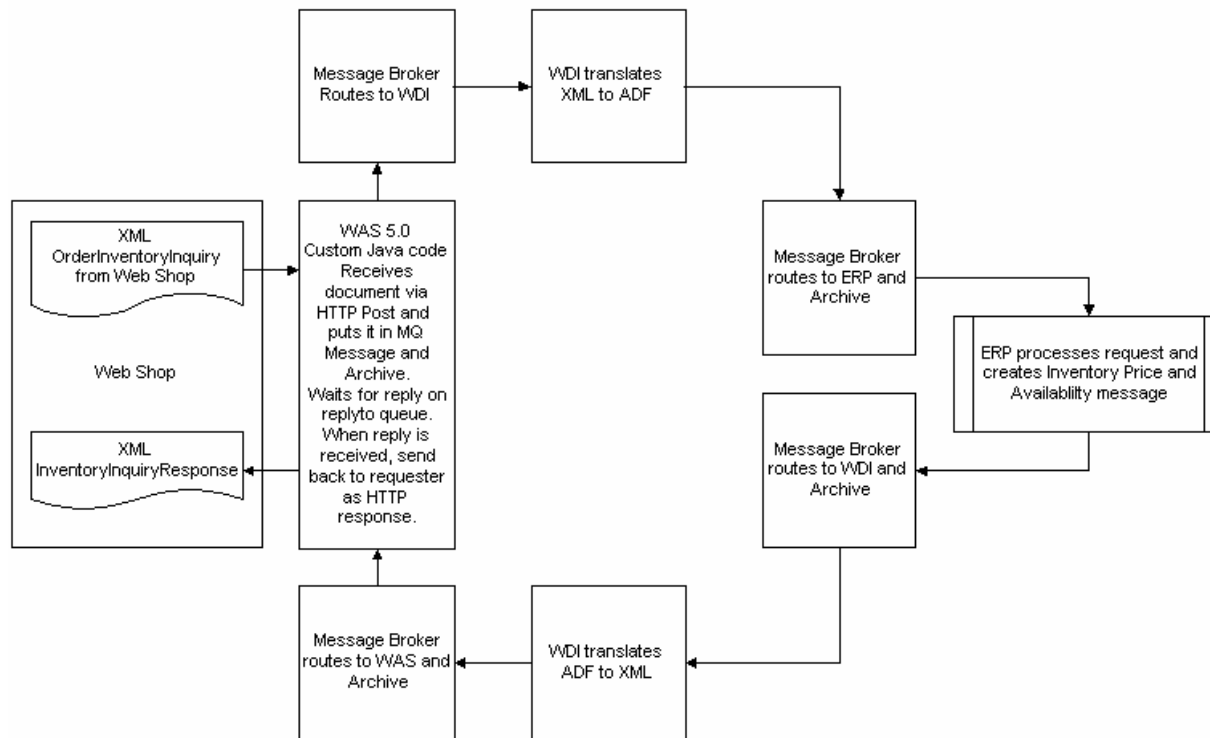 Message Broker
Routes to WDI
WDI translates
XML to ADF
XML
OrderInventoryInquiry
from Web Shop
Web Shop
XML
InventoryInquiryResponse
WAS 5.0
Custom Java code
Receives
document via
HTTP Post and
puts it in MQ
Message and
Archive.
Waits for reply on
replyto queue.
When reply is
received, send
back to requester
as HTTP
response.
Message Broker
routes to ERP and
Archive
ERP processes request and
creates Inventory Price and
Availablilty message
Message Broker
routes to WDI and
Archive
Message Broker
routes to WAS and
Archive
WDI translates
ADF to XML